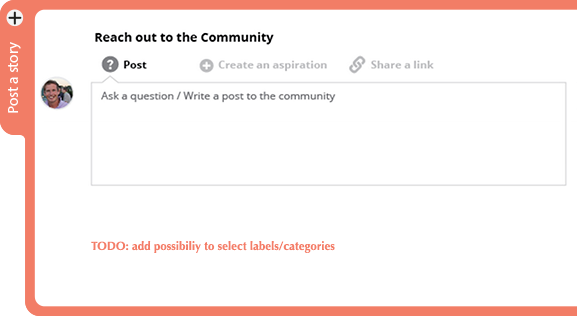 Post a story
Reach out to the Community
Post
Create an aspiration
Share a link
Ask a question / Write a post to the community
TODO: add possibiliy to select labels/categories